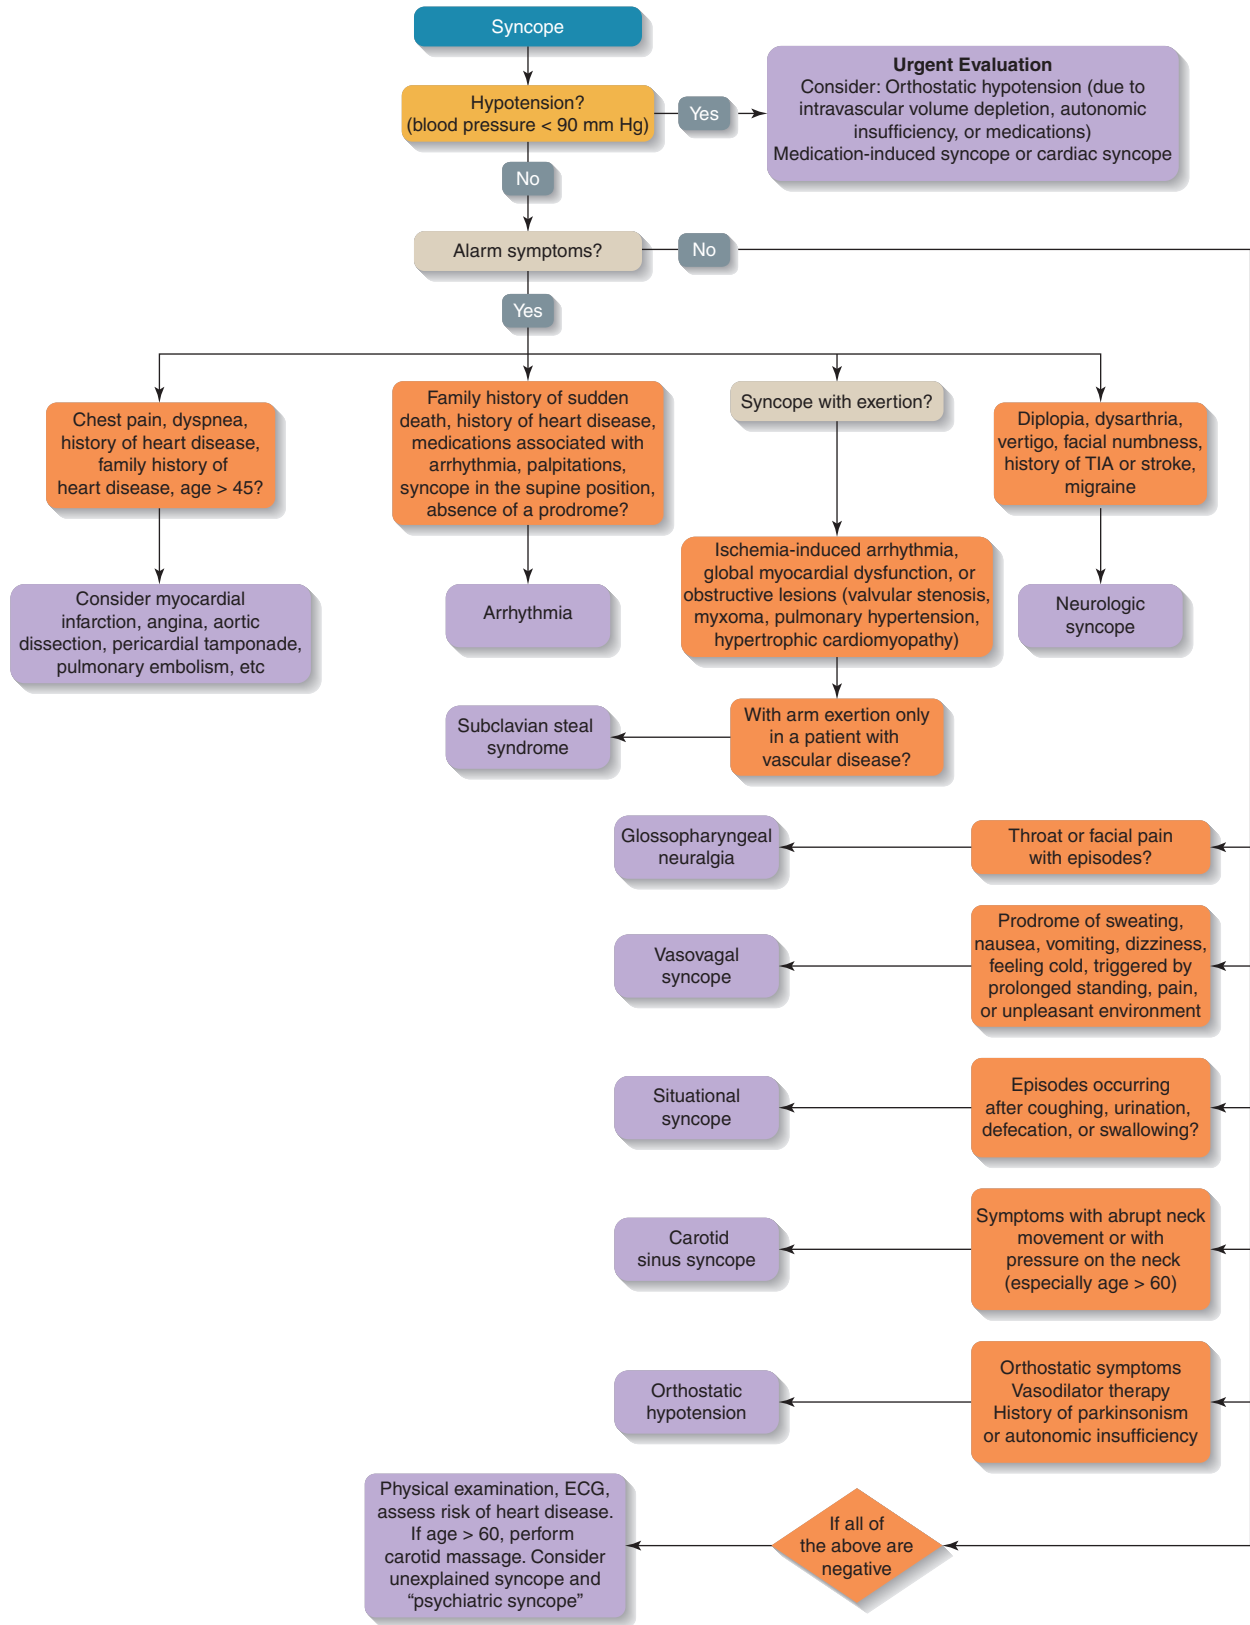 Syncope
Hypotension?
(blood pressure < 90 mm Hg)
Yes
Urgent Evaluation
Consider: Orthostatic hypotension (due to
intravascular volume depletion, autonomic
insufficiency, or medications)
Medication-induced syncope or cardiac syncope
No
Alarm symptoms?
No
Yes
Chest pain, dyspnea,
history of heart disease,
family history of
heart disease, age > 45?
Family history of sudden
death, history of heart disease,
medications associated with
arrhythmia, palpitations,
syncope in the supine position,
absence of a prodrome?
Syncope with exertion?
Diplopia, dysarthria,
vertigo, facial numbness,
history of TIA or stroke,
migraine
Consider myocardial
infarction, angina, aortic
dissection, pericardial tamponade,
pulmonary embolism, etc
Arrhythmia
Ischemia-induced arrhythmia,
global myocardial dysfunction, or
obstructive lesions (valvular stenosis,
myxoma, pulmonary hypertension,
hypertrophic cardiomyopathy)
Neurologic
syncope
Subclavian steal
syndrome
With arm exertion only
in a patient with
vascular disease?
Glossopharyngeal
neuralgia
Throat or facial pain
with episodes?
Vasovagal
syncope
Prodrome of sweating,
nausea, vomiting, dizziness,
feeling cold, triggered by
prolonged standing, pain,
or unpleasant environment
Situational
syncope
Episodes occurring
after coughing, urination,
defecation, or swallowing?
Carotid
sinus syncope
Symptoms with abrupt neck
movement or with
pressure on the neck
(especially age > 60)
Orthostatic
hypotension
Orthostatic symptoms
Vasodilator therapy
History of parkinsonism
or autonomic insufficiency
Physical examination, ECG,
assess risk of heart disease.
If age > 60, perform
carotid massage. Consider
unexplained syncope and
“psychiatric syncope”
If all of
the above are
negative